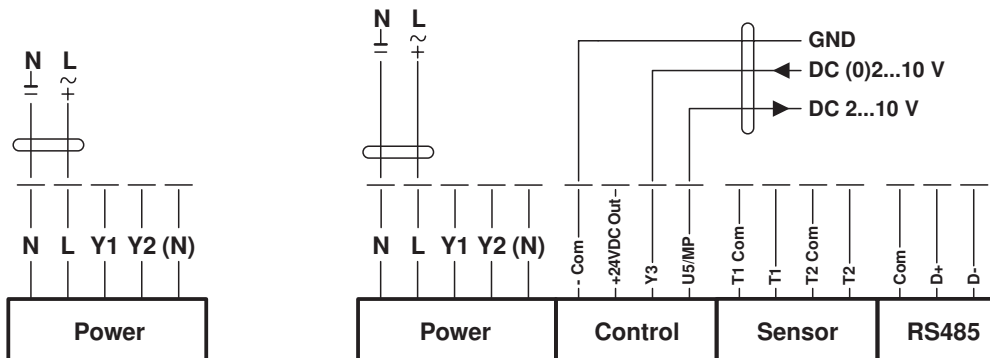 N L
N L
GND
DC (0)2...10 V
DC 2...10 V
N L Y1 Y2 (N)
N L Y1 Y2 (N)
- Com
+24VDC Out
Y3
U5/MP
T1 Com
T1
T2 Com
T2
Com
D+
D-
Power
Power
Control
Sensor
RS485